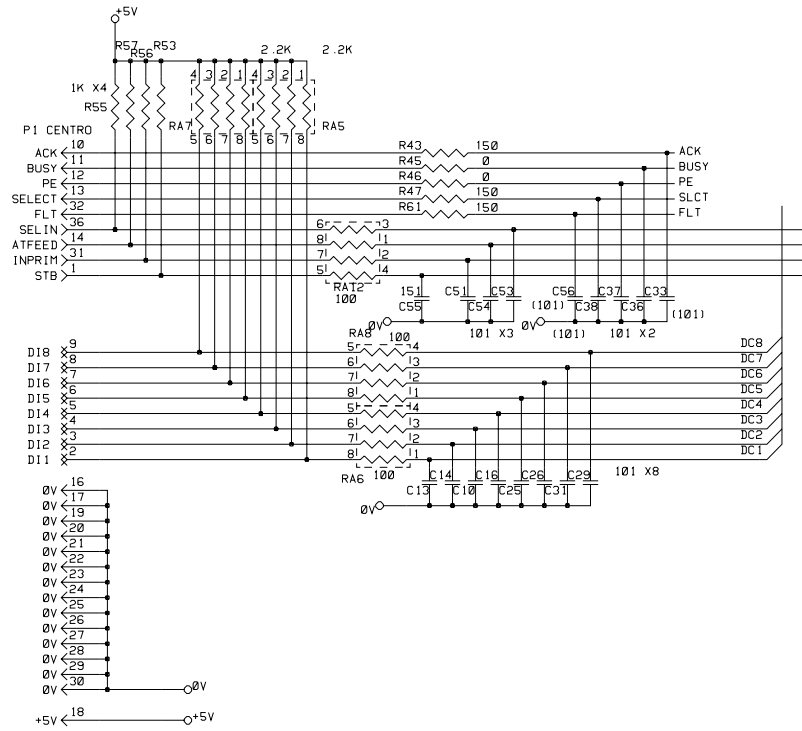 +5V
R57
R56
R53
2.2K
2.2K
4 3 2 1 4 3 2 1
1K X4
R55
RA7
RA5
5 6 7 8 5 6 7 8
P1 CENTRO
ACK 10 R43 150 ACK
BUSY 11 R45 0 BUSY
PE 12 R46 0 PE
SELECT 13 R47 150 SLCT
FLT 32 R61 150 FLT
SELIN 36 6 3
ATFEED 14 8 1
INPRIM 31 7 2
STB 1 5 4
RA12
100
151 C51 C53 C56 C37 C33
C55 C54 (101) C38 C36 (101)
0V 101 X3 0V (101) 101 X2
RA8 100
DI8 9 5 4 DC8
DI7 8 6 3 DC7
DI6 7 7 2 DC6
DI5 6 8 1 DC5
DI4 5 5 4 DC4
DI3 4 6 3 DC3
DI2 3 7 2 DC2
DI1 2 8 1 DC1
RA6 100
C14 C16 C26 C29 101 X8
C13 C10 C25 C31
0V
0V 16
0V 17
0V 19
0V 20
0V 21
0V 22
0V 23
0V 24
0V 25
0V 26
0V 27
0V 28
0V 29
0V 30 0V
+5V 18 +5V